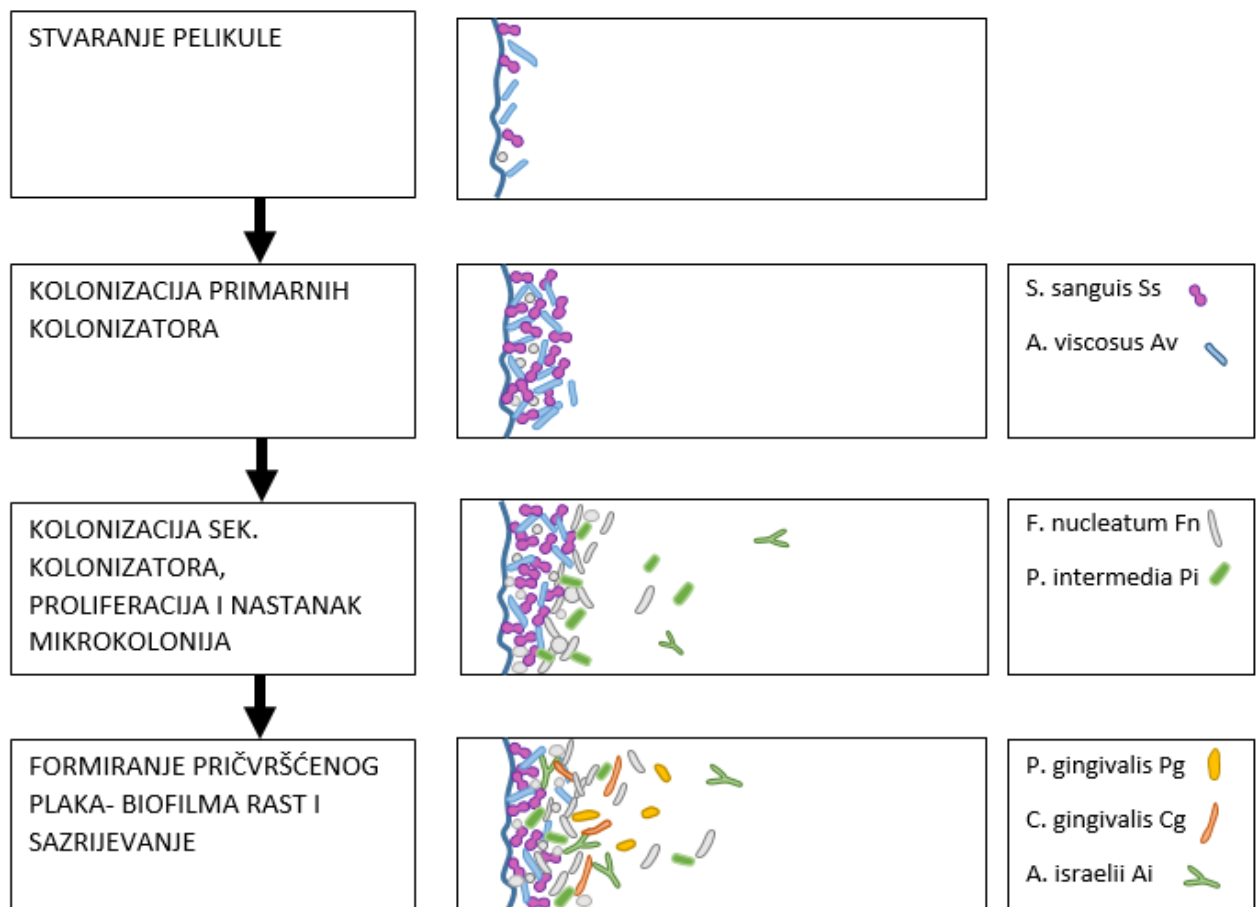 STVARANJE PELIKULE
KOLONIZACIJA PRIMARNIH
KOLONIZATORA
S. sanguis Ss
A. viscosus Av
KOLONIZACIJA SEK.
KOLONIZATORA,
PROLIFERACIJA I NASTANAK
MIKROKOLONIJA
F. nucleatum Fn
P. intermedia Pi
FORMIRANJE PRIČVRŠĆENOG
PLAKA- BIOFILMA RAST I
SAZRIJEVANJE
P. gingivalis Pg
C. gingivalis Cg
A. israelii Ai